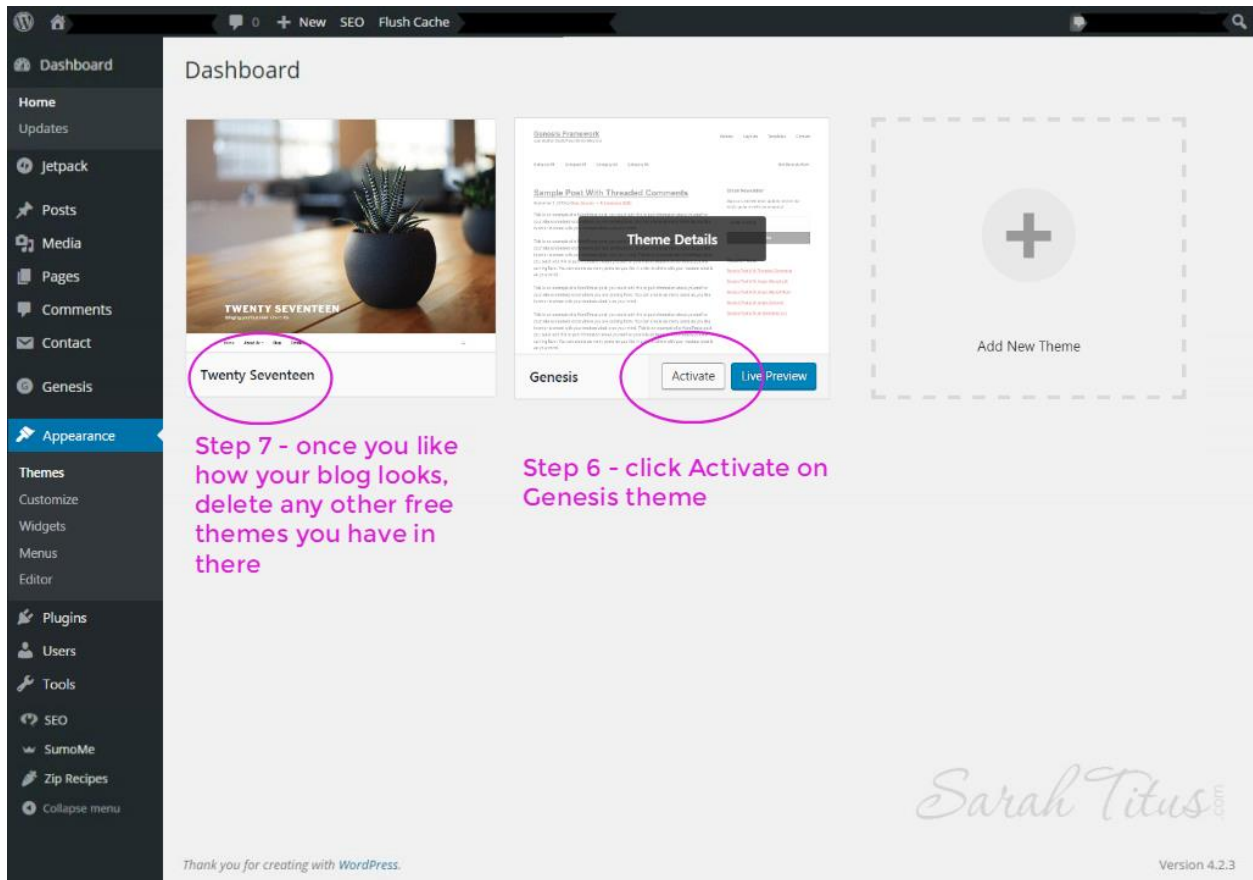 0 + New SEO Flush Cache
Dashboard
Home
Updates
Jetpack
Posts
Media
Pages
Comments
Contact
Genesis
Appearance
Themes
Customize
Widgets
Menus
Editor
Plugins
Users
Tools
SEO
SumoMe
Zip Recipes
Collapse menu
Dashboard
TWENTY SEVENTEEN
Twenty Seventeen
Genesis Framework
Sample Post With Threaded Comments
Theme Details
Genesis Activate Live Preview
Add New Theme
Step 7 - once you like
how your blog looks,
delete any other free
themes you have in
there
Step 6 - click Activate on
Genesis theme
Sarah Titus.com
Thank you for creating with WordPress.
Version 4.2.3